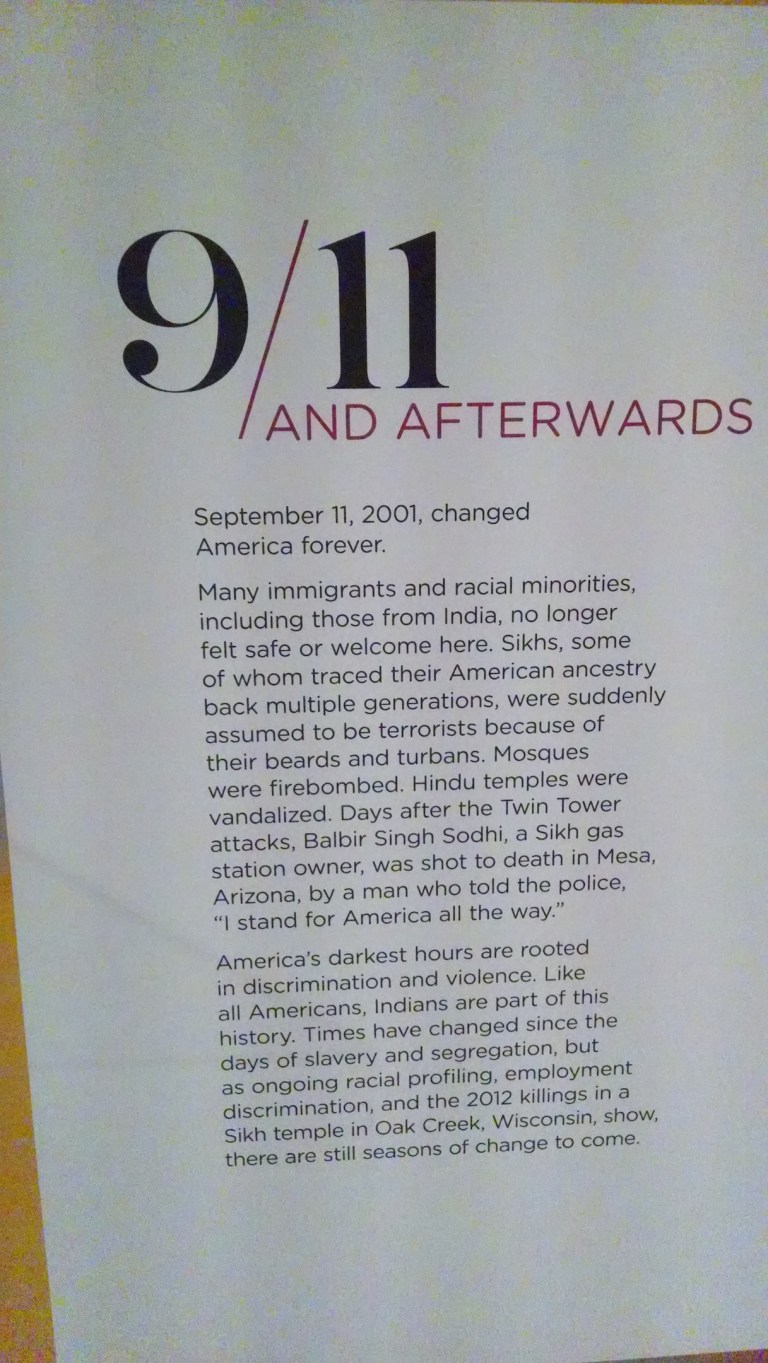 9/11
AND AFTERWARDS
September 11, 2001, changed
America forever.
Many immigrants and racial minorities,
including those from India, no longer
felt safe or welcome here. Sikhs, some
of whom traced their American ancestry
back multiple generations, were suddenly
assumed to be terrorists because of
their beards and turbans. Mosques
were firebombed. Hindu temples were
vandalized. Days after the Twin Tower
attacks, Balbir Singh Sodhi, a Sikh gas
station owner, was shot to death in Mesa,
Arizona, by a man who told the police,
“I stand for America all the way.”
America’s darkest hours are rooted
in discrimination and violence. Like
all Americans, Indians are part of this
history. Times have changed since the
days of slavery and segregation, but
as ongoing racial profiling, employment
discrimination, and the 2012 killings in a
Sikh temple in Oak Creek, Wisconsin, show,
there are still seasons of change to come.